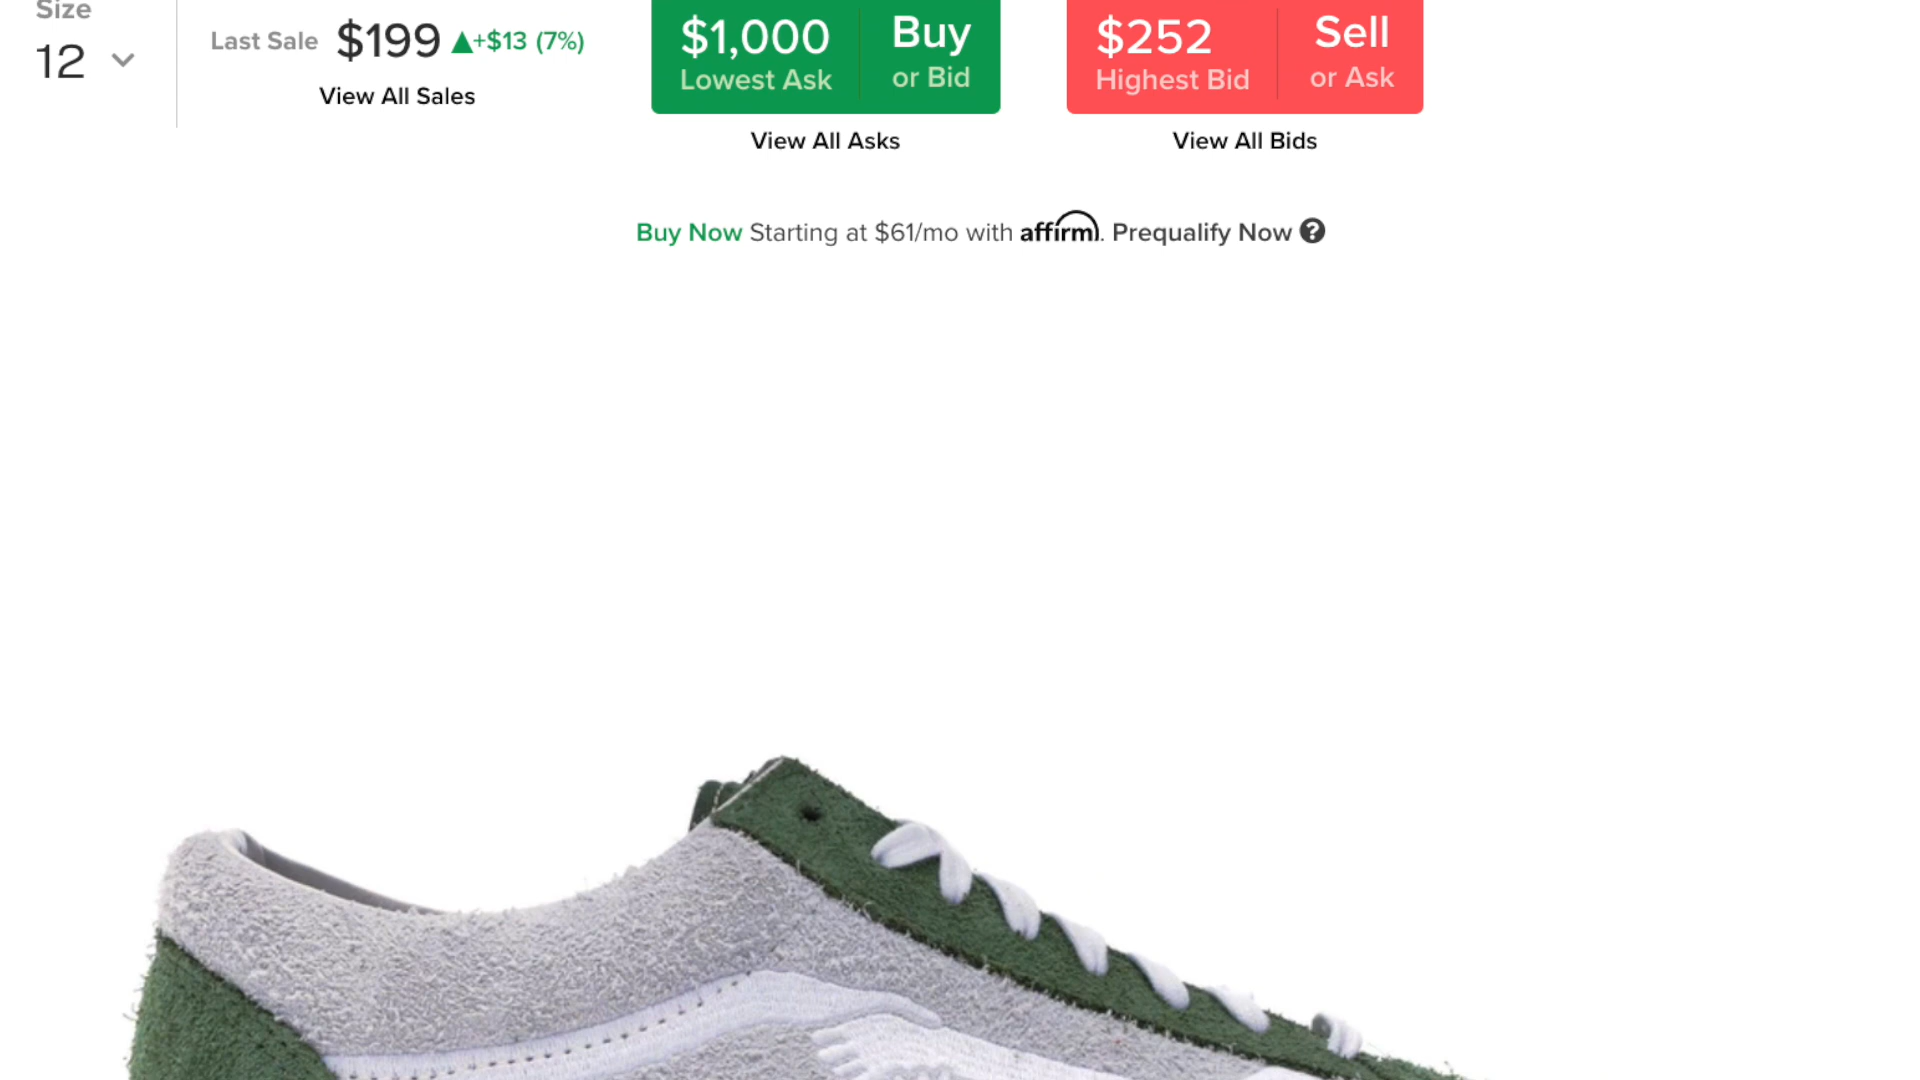 Size
12
Last Sale $199 ▲+$13 (7%)
View All Sales
$1,000
Lowest Ask
Buy
or Bid
View All Asks
$252
Highest Bid
Sell
or Ask
View All Bids
Buy Now Starting at $61/mo with affirm. Prequalify Now ?